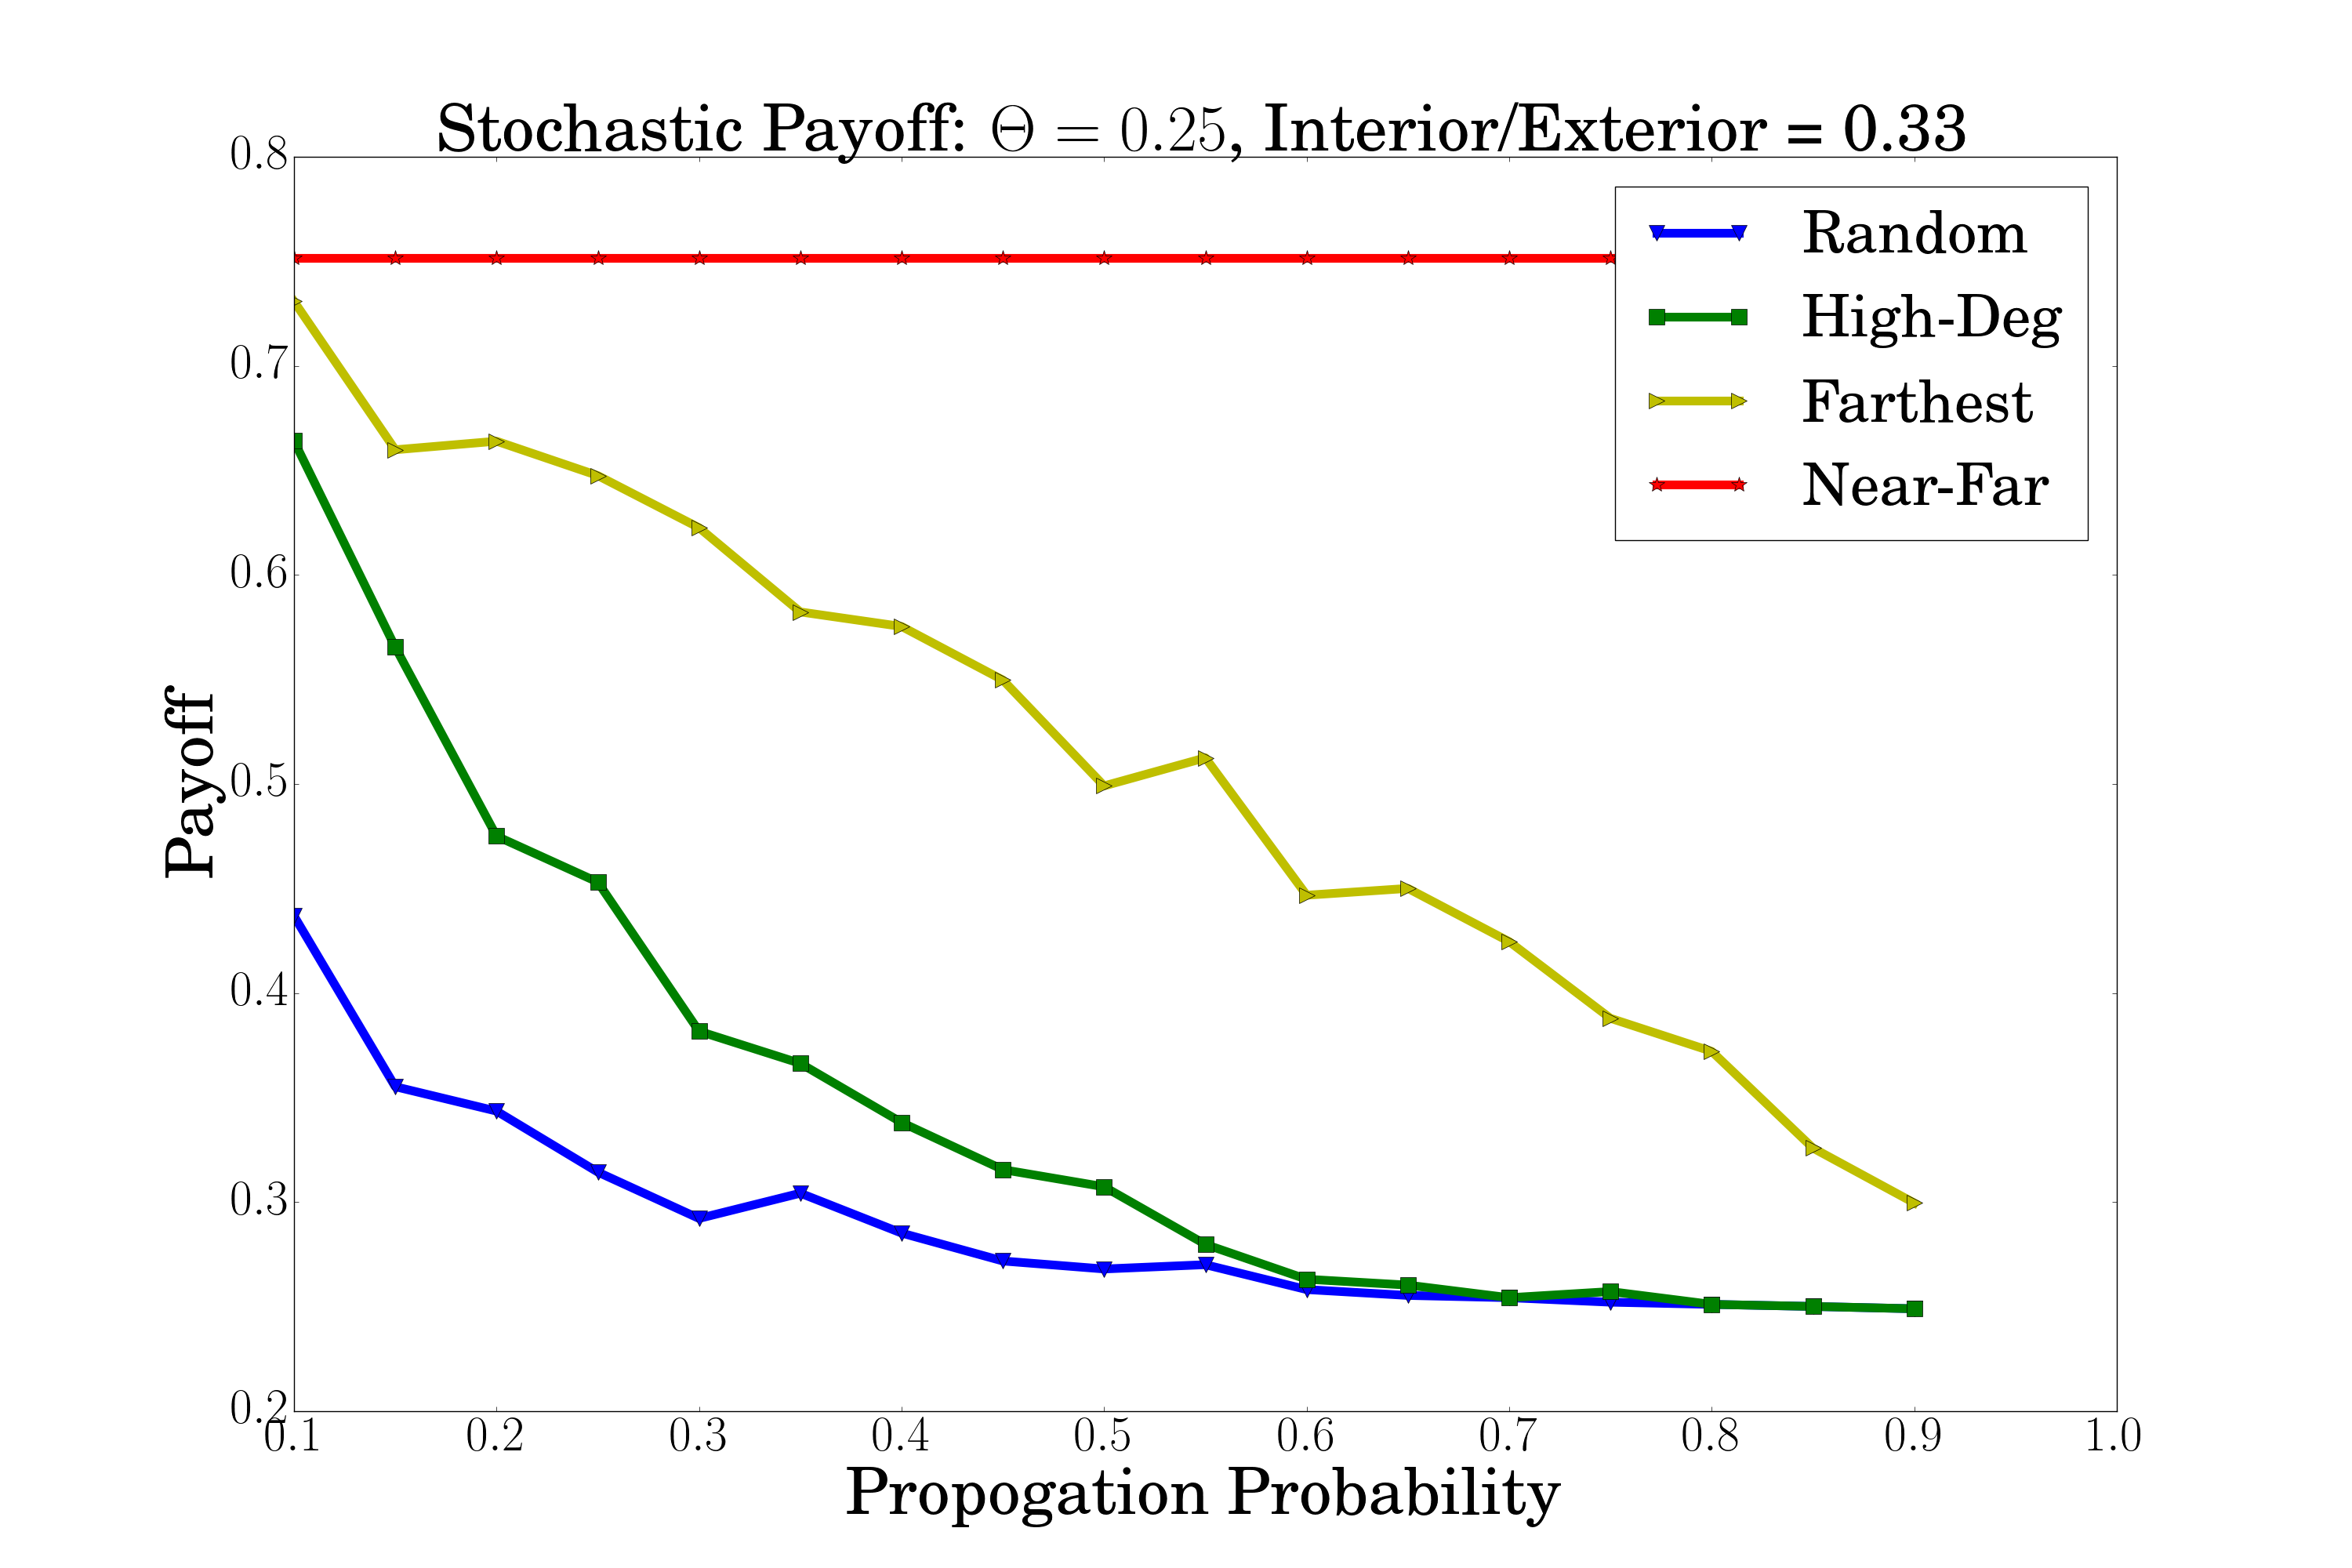 Stochastic Payoff: Θ = 0.25, Interior/Exterior = 0.33
0.8
0.7
0.6
0.5
0.4
0.3
0.2
Payoff
Random
High-Deg
Farthest
Near-Far
0.1 0.2 0.3 0.4 0.5 0.6 0.7 0.8 0.9 1.0
Propogation Probability